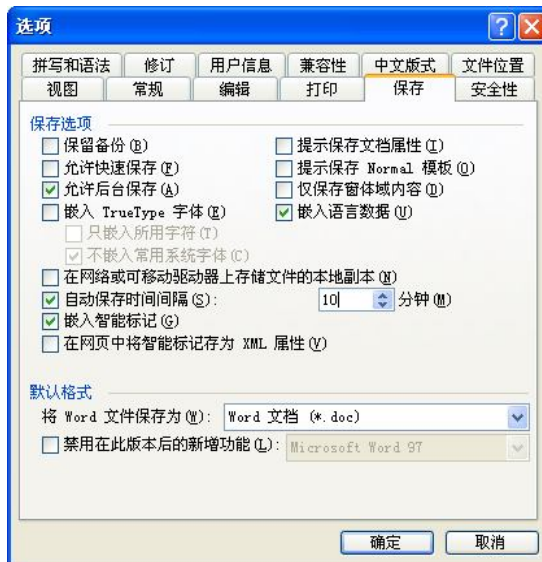 选项
拼写和语法 修订 用户信息 兼容性 中文版式 文件位置
视图 常规 编辑 打印 保存 安全性
保存选项
保留备份(B) 提示保存文档属性(I)
允许快速保存(F) 提示保存 Normal 模板(O)
允许后台保存(A) 仅保存窗体域内容(D)
嵌入 TrueType 字体(E) 嵌入语言数据(U)
只嵌入所用字符(T)
不嵌入常用系统字体(C)
在网络或可移动驱动器上存储文件的本地副本(N)
自动保存时间间隔(S): 10 分钟(M)
嵌入智能标记(G)
在网页中将智能标记存为 XML 属性(V)
默认格式
将 Word 文件保存为(W): Word 文档 (*.doc)
禁用在此版本后的新增功能(L): Microsoft Word 97
确定 取消